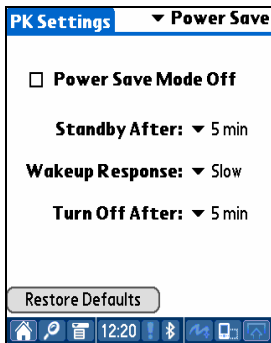 PK Settings Power Save
Power Save Mode Off
Standby After: 5 min
Wakeup Response: Slow
Turn Off After: 5 min
Restore Defaults
12:20